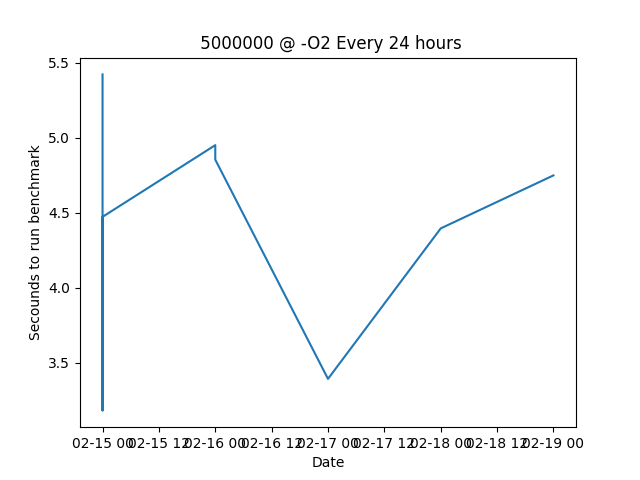 5000000 @ -O2 Every 24 hours
5.5
5.0
4.5
4.0
3.5
Secounds to run benchmark
02-15 00 02-15 12 02-16 00 02-16 12 02-17 00 02-17 12 02-18 00 02-18 12 02-19 00
Date